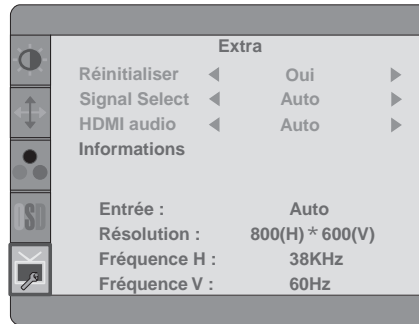 Extra
Réinitialiser ◀ Oui ▶
Signal Select ◀ Auto ▶
HDMI audio ◀ Auto ▶
Informations
Entrée : Auto
Résolution : 800(H)*600(V)
Fréquence H : 38KHz
Fréquence V : 60Hz
OSD